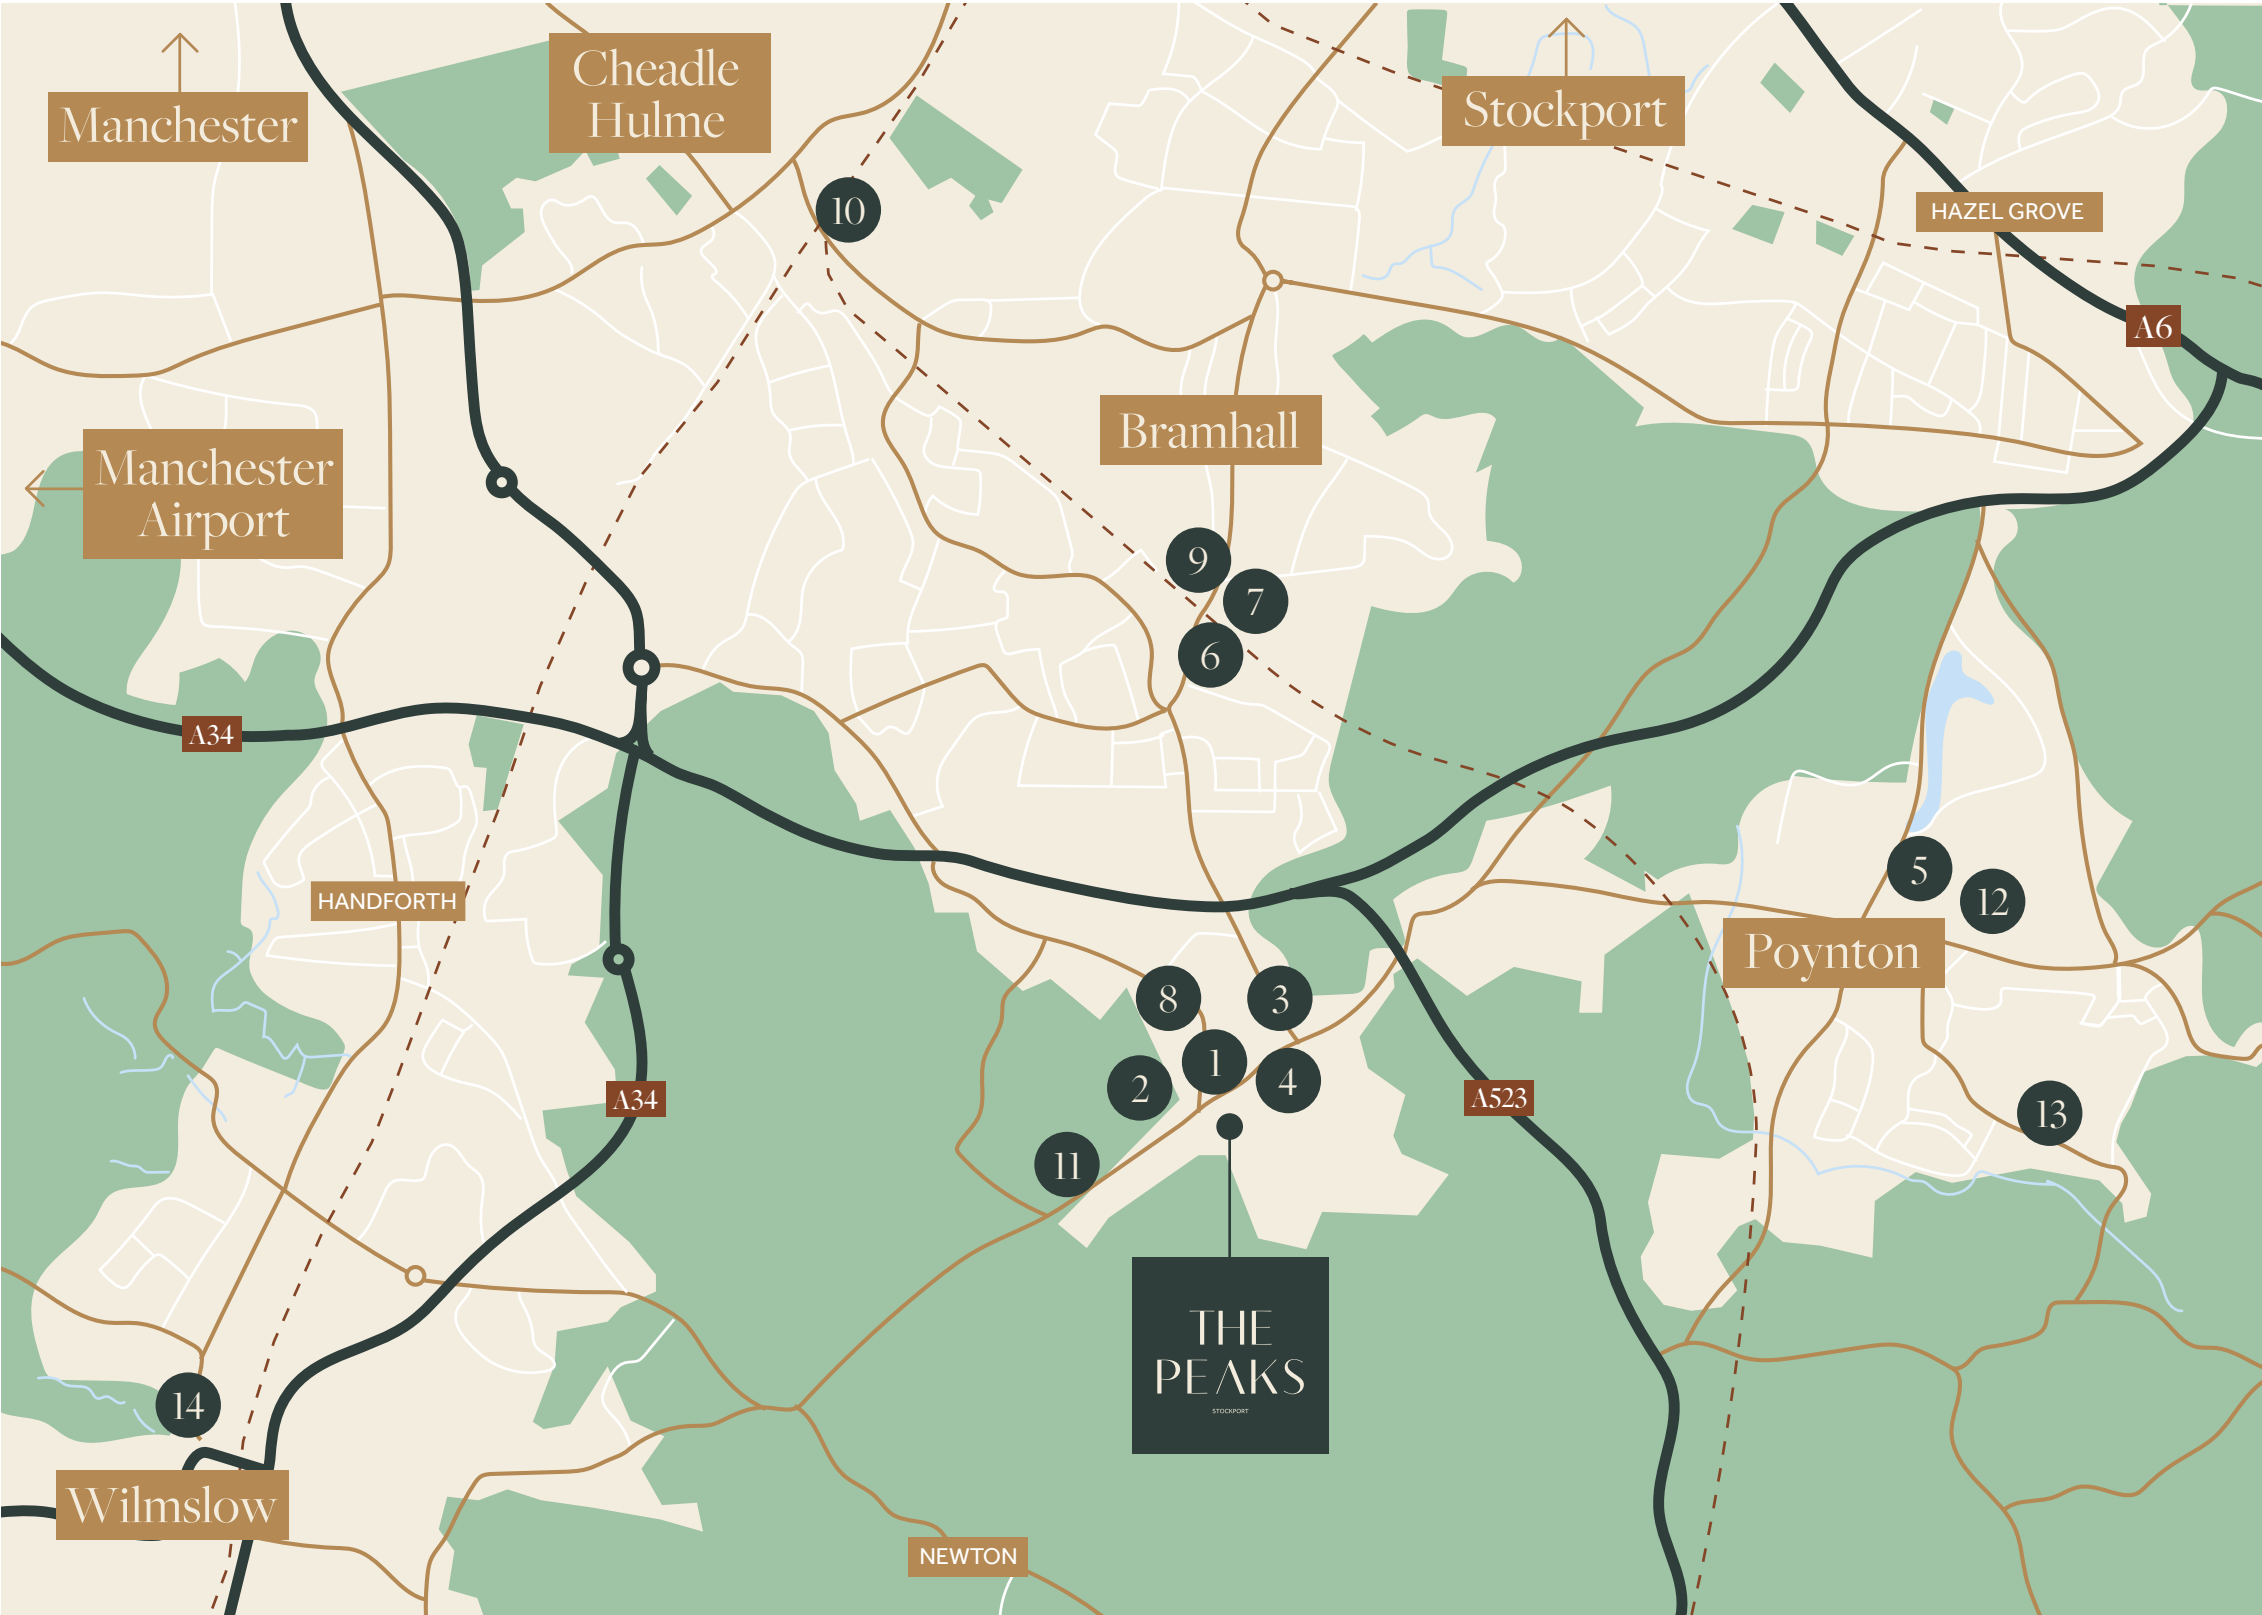 Cheadle
Hulme
Manchester
Stockport
10
HAZEL GROVE
A6
Bramhall
Manchester
Airport
9
7
6
A34
5
12
HANDFORTH
Poynton
8
3
1
4
2
A34
A523
13
11
THE
PEAKS
STOCKPORT
14
Wilmslow
NEWTON